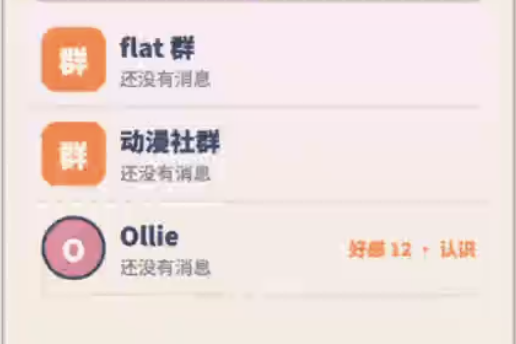 群
flat 群
还没有消息
群
动漫社群
还没有消息
O
Ollie
还没有消息
好感 12 · 认识